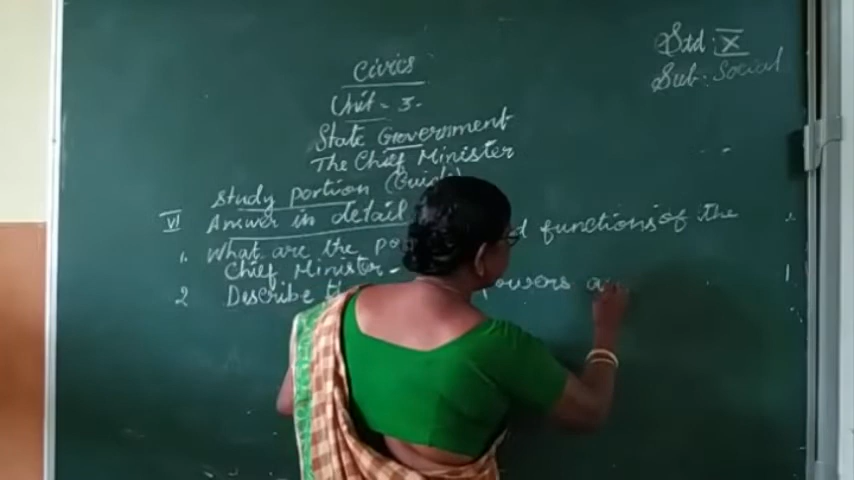 Std: X
Sub: Social
Civics
Unit - 3.
State Government
The Chief Minister
Study portion (Guide)
VI Answer in detail
1. What are the functions of the
Chief Minister -
2 Describe powers